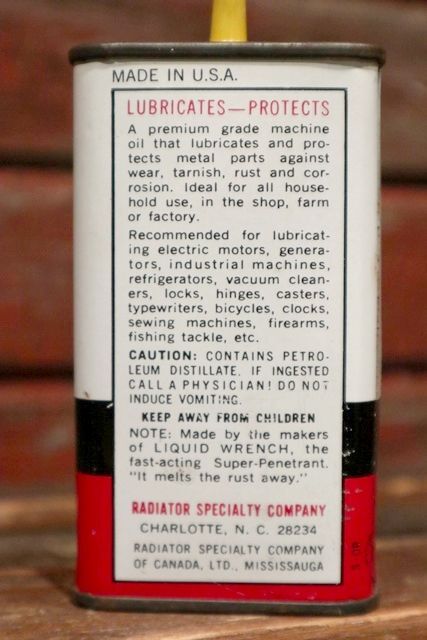 MADE IN U.S.A.
LUBRICATES—PROTECTS
A premium grade machine
oil that lubricates and pro-
tects metal parts against
wear, tarnish, rust and cor-
rosion. Ideal for all house-
hold use, in the shop, farm
or factory.
Recommended for lubricat-
ing electric motors, genera-
tors, industrial machines,
refrigerators, vacuum clean-
ers, locks, hinges, casters,
typewriters, bicycles, clocks,
sewing machines, firearms,
fishing tackle, etc.
CAUTION: CONTAINS PETRO-
LEUM DISTILLATE. IF INGESTED
CALL A PHYSICIAN! DO NOT
INDUCE VOMITING.
KEEP AWAY FROM CHILDREN
NOTE: Made by the makers
of LIQUID WRENCH, the
fast-acting Super-Penetrant.
"It melts the rust away."
RADIATOR SPECIALTY COMPANY
CHARLOTTE, N. C. 28234
RADIATOR SPECIALTY COMPANY
OF CANADA, LTD., MISSISSAUGA